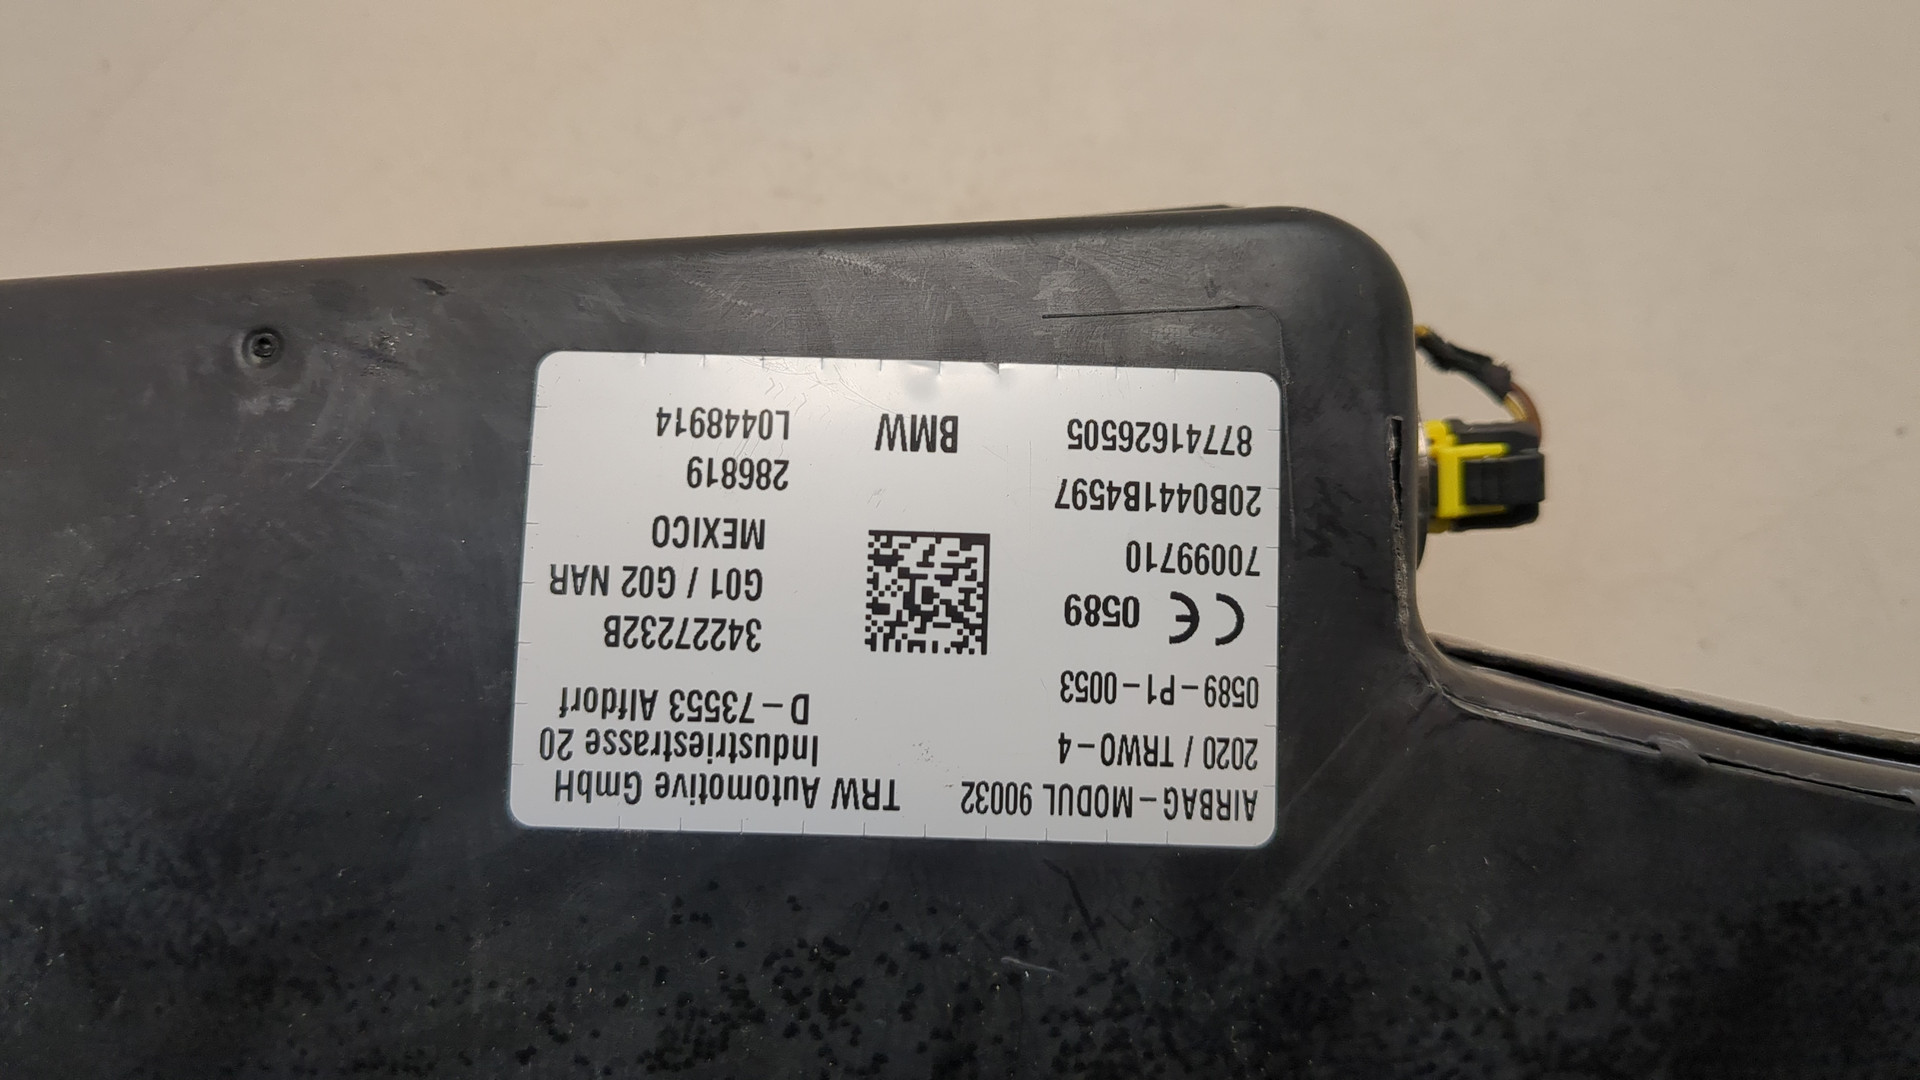 AIRBAG-MODUL 90032
2020 / TRW0-4
0589-P1-0053
CE 0589
70099710
20B0441B4597
87741626505
BMW
TRW Automotive GmbH
Industriestrasse 20
D-73553 Alfdorf
34227232B
G01 / G02 NAR
MEXICO
286819
L0448914